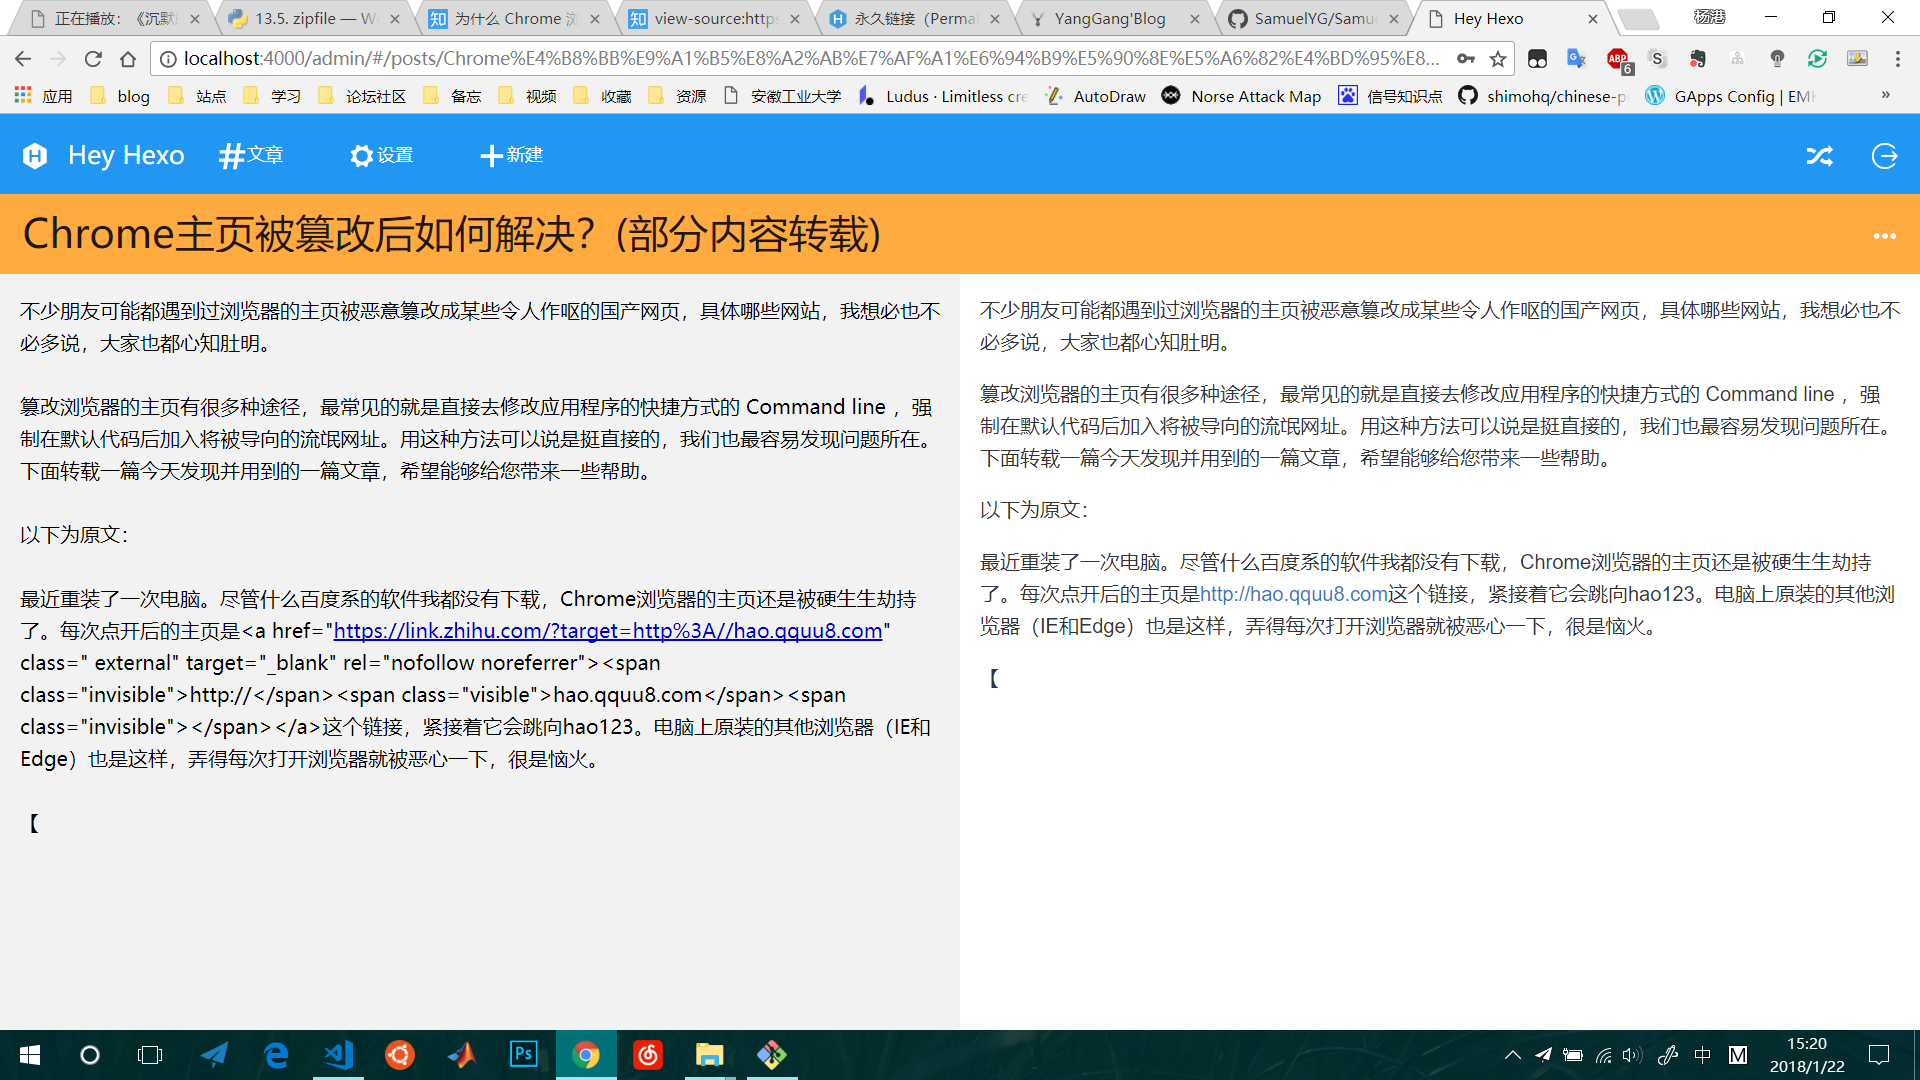 正在播放：《沉默
13.5. zipfile — W
为什么 Chrome 浏
view-source:http
永久链接（Perma
YangGang'Blog
SamuelYG/Samu
Hey Hexo
杨港
localhost:4000/admin/#/posts/Chrome%E4%B8%BB%E9%A1%B5%E8%A2%AB%E7%AF%A1%E6%94%B9%E5%90%8E%E5%A6%82%E4%BD%95%E8...
ABP 6
应用 blog 站点 学习 论坛社区 备忘 视频 收藏 资源 安徽工业大学 Ludus · Limitless cre AutoDraw Norse Attack Map 信号知识点 shimohq/chinese-p GApps Config | EM »
Hey Hexo 文章 设置 新建
Chrome主页被篡改后如何解决？(部分内容转载)
不少朋友可能都遇到过浏览器的主页被恶意篡改成某些令人作呕的国产网页，具体哪些网站，我想必也不
必多说，大家也都心知肚明。
篡改浏览器的主页有很多种途径，最常见的就是直接去修改应用程序的快捷方式的 Command line ，强
制在默认代码后加入将被导向的流氓网址。用这种方法可以说是挺直接的，我们也最容易发现问题所在。
下面转载一篇今天发现并用到的一篇文章，希望能够给您带来一些帮助。
以下为原文：
最近重装了一次电脑。尽管什么百度系的软件我都没有下载，Chrome浏览器的主页还是被硬生生劫持
了。每次点开后的主页是<a href="https://link.zhihu.com/?target=http%3A//hao.qquu8.com"
class=" external" target="_blank" rel="nofollow noreferrer"><span
class="invisible">http://</span><span class="visible">hao.qquu8.com</span><span
class="invisible"></span></a>这个链接，紧接着它会跳向hao123。电脑上原装的其他浏览器（IE和
Edge）也是这样，弄得每次打开浏览器就被恶心一下，很是恼火。
【
不少朋友可能都遇到过浏览器的主页被恶意篡改成某些令人作呕的国产网页，具体哪些网站，我想必也不
必多说，大家也都心知肚明。
篡改浏览器的主页有很多种途径，最常见的就是直接去修改应用程序的快捷方式的 Command line ，强
制在默认代码后加入将被导向的流氓网址。用这种方法可以说是挺直接的，我们也最容易发现问题所在。
下面转载一篇今天发现并用到的一篇文章，希望能够给您带来一些帮助。
以下为原文：
最近重装了一次电脑。尽管什么百度系的软件我都没有下载，Chrome浏览器的主页还是被硬生生劫持
了。每次点开后的主页是http://hao.qquu8.com这个链接，紧接着它会跳向hao123。电脑上原装的其他浏
览器（IE和Edge）也是这样，弄得每次打开浏览器就被恶心一下，很是恼火。
【
Ps
中 M
15:20
2018/1/22